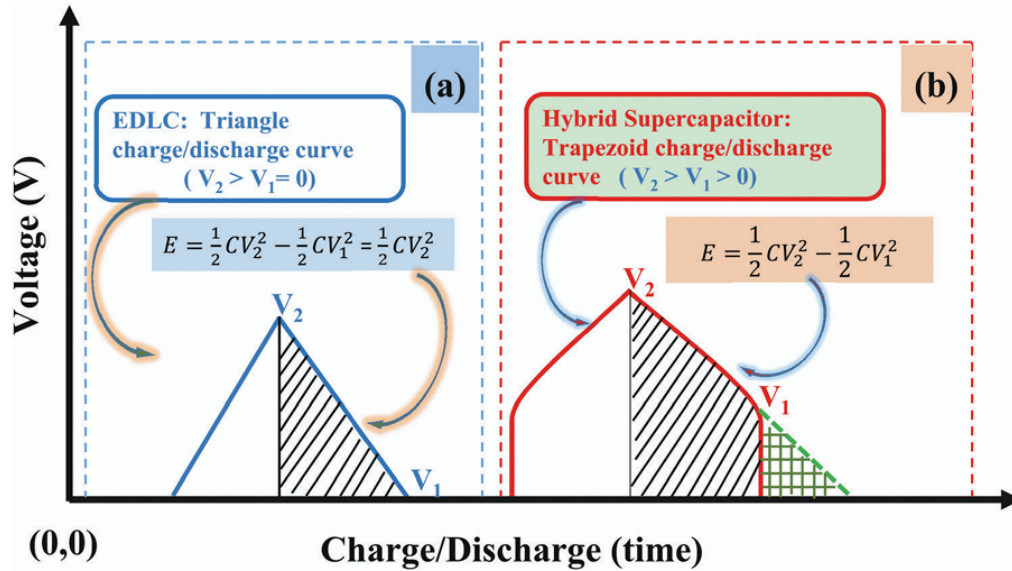 Voltage (V)
(a)
EDLC: Triangle
charge/discharge curve
( V₂ > V₁= 0)
E = ½CV₂² − ½CV₁² = ½CV₂²
V₂
V₁
(b)
Hybrid Supercapacitor:
Trapezoid charge/discharge
curve ( V₂ > V₁ > 0)
E = ½CV₂² − ½CV₁²
V₂
V₁
(0,0)
Charge/Discharge (time)